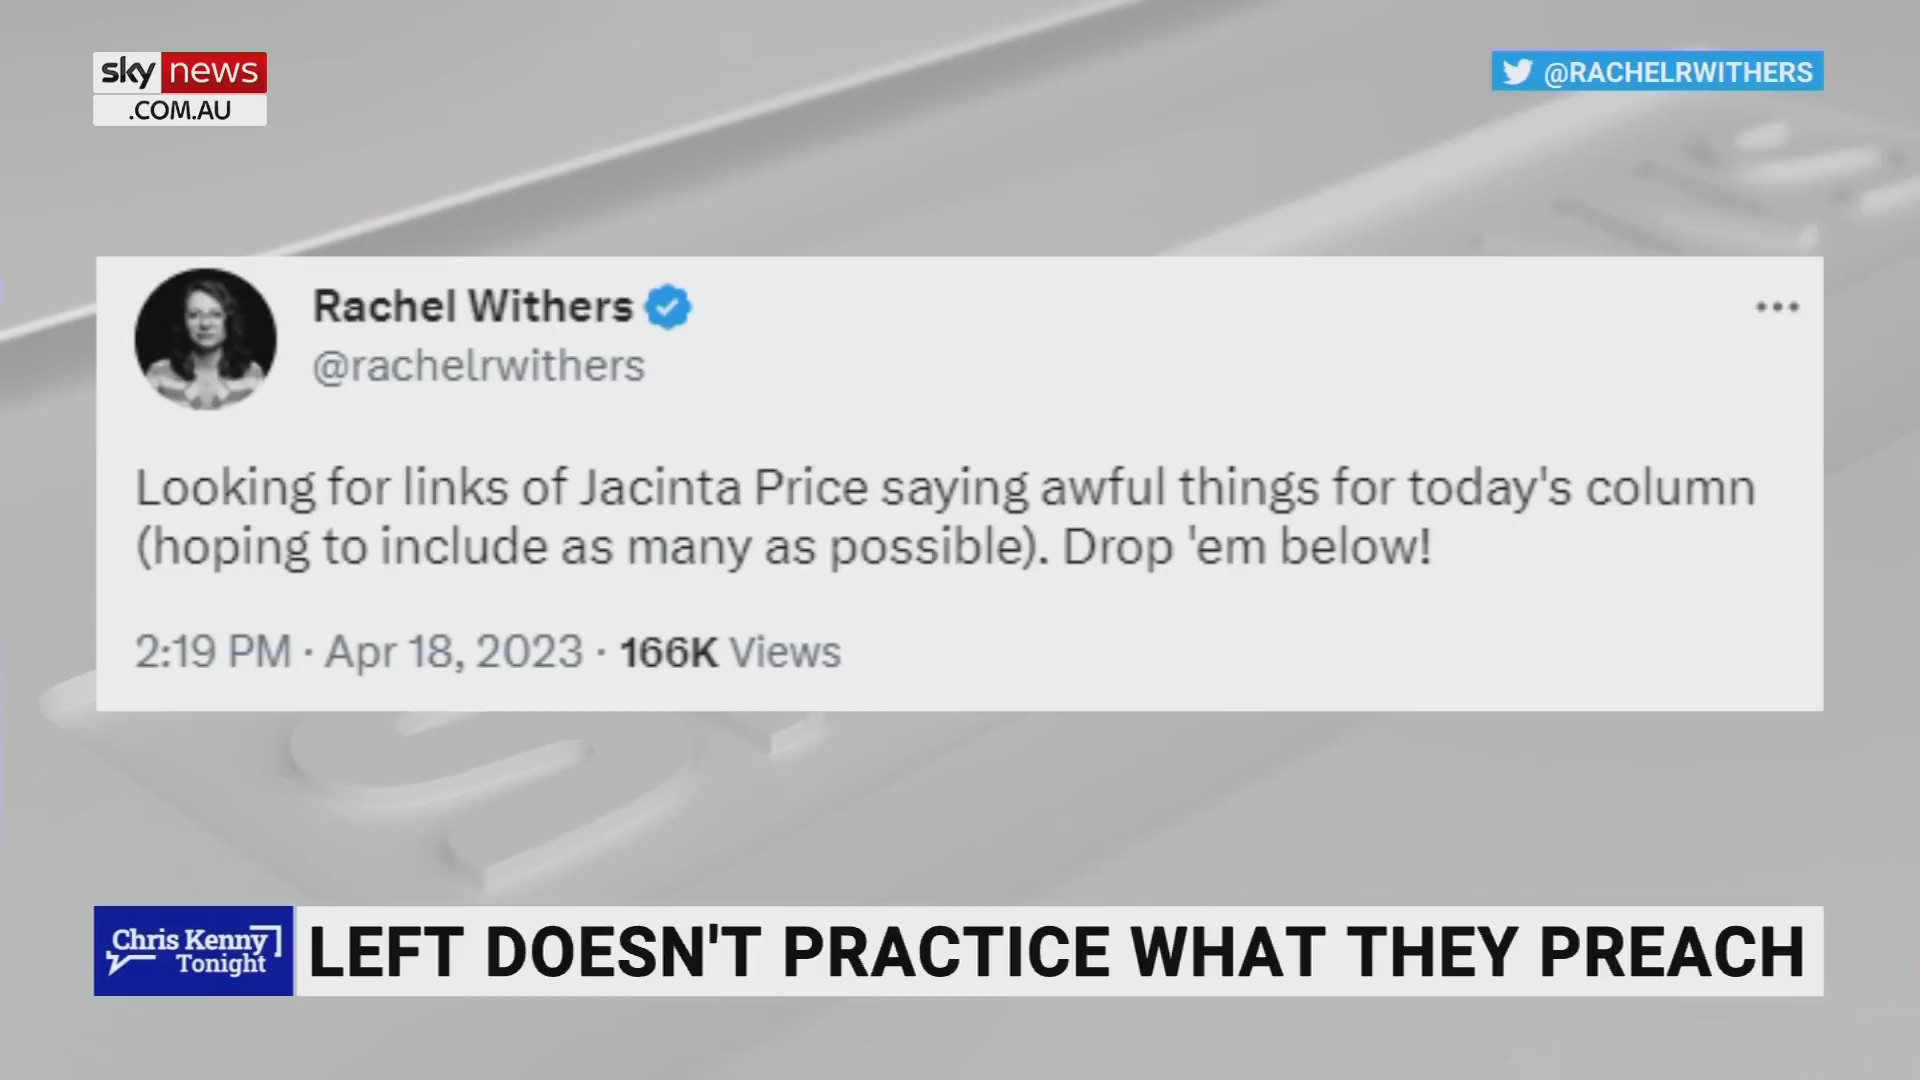 sky news
.COM.AU
@RACHELRWITHERS
Rachel Withers
@rachelrwithers
Looking for links of Jacinta Price saying awful things for today's column
(hoping to include as many as possible). Drop 'em below!
2:19 PM · Apr 18, 2023 · 166K Views
Chris Kenny
Tonight
LEFT DOESN'T PRACTICE WHAT THEY PREACH